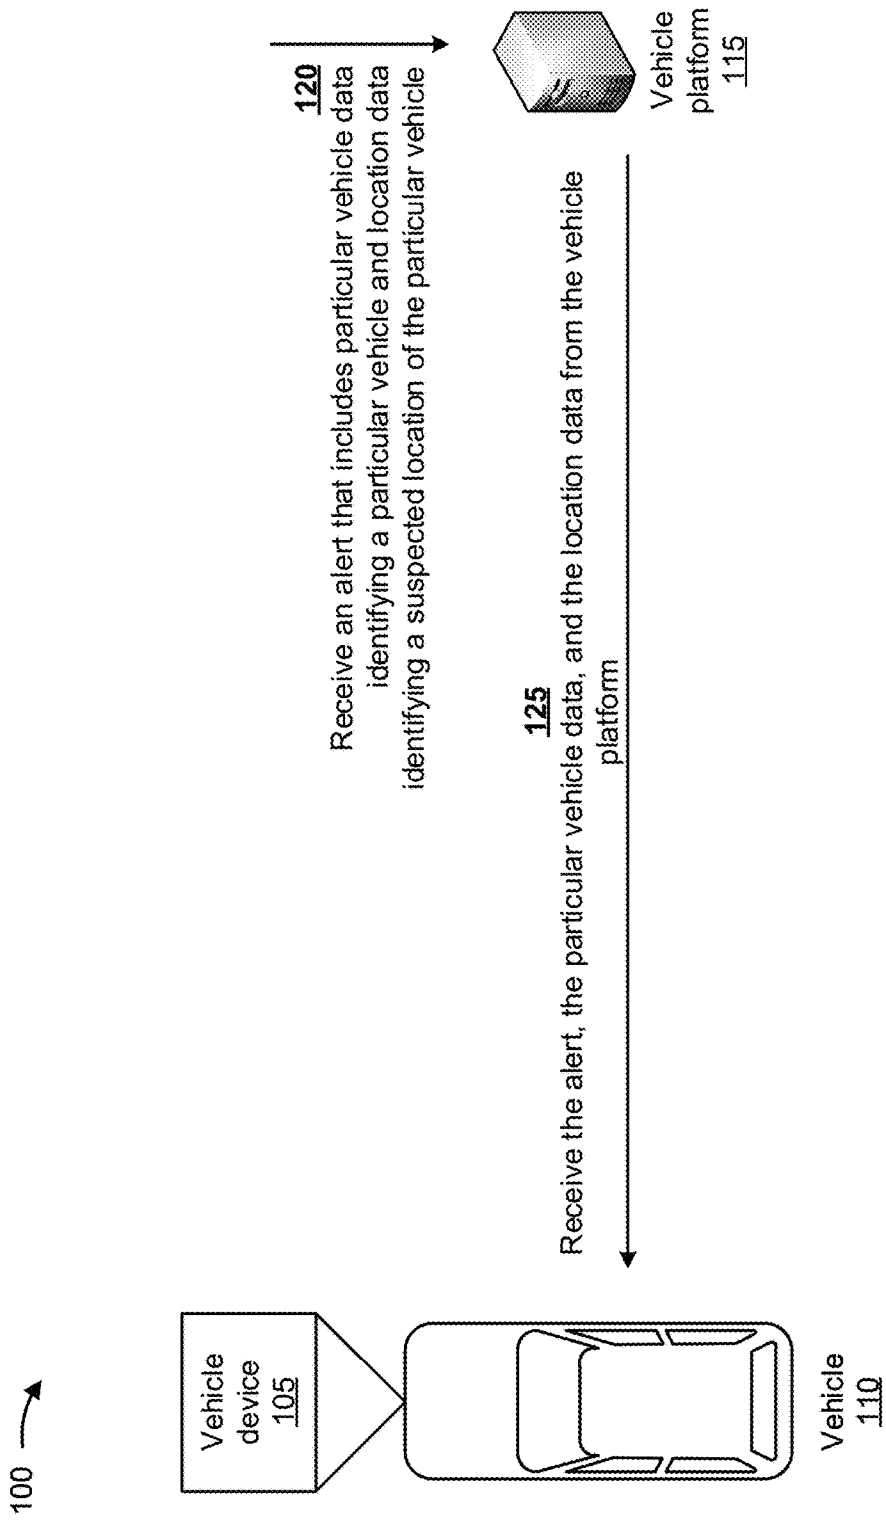 100
Vehicle
device
105
Vehicle
110
120
Receive an alert that includes particular vehicle data
identifying a particular vehicle and location data
identifying a suspected location of the particular vehicle
125
Receive the alert, the particular vehicle data, and the location data from the vehicle
platform
Vehicle
platform
115